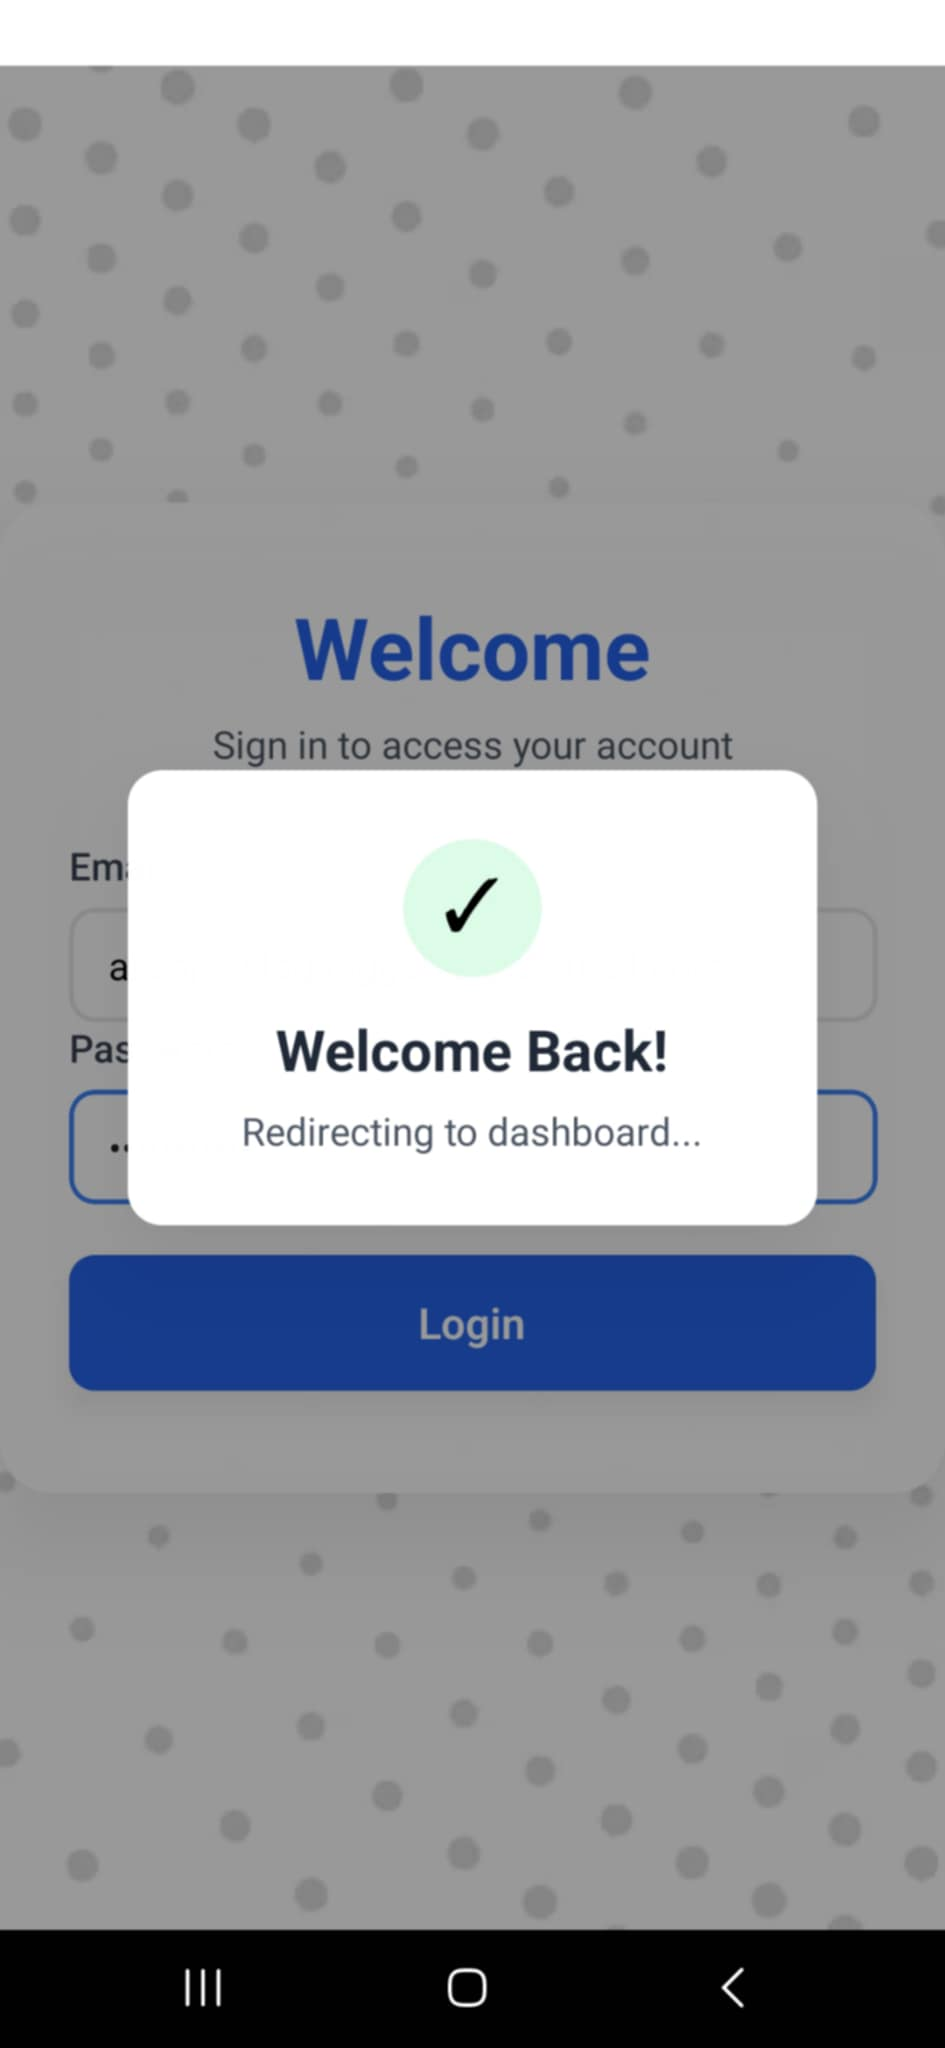 Welcome
Sign in to access your account
Welcome Back!
Redirecting to dashboard...
Login